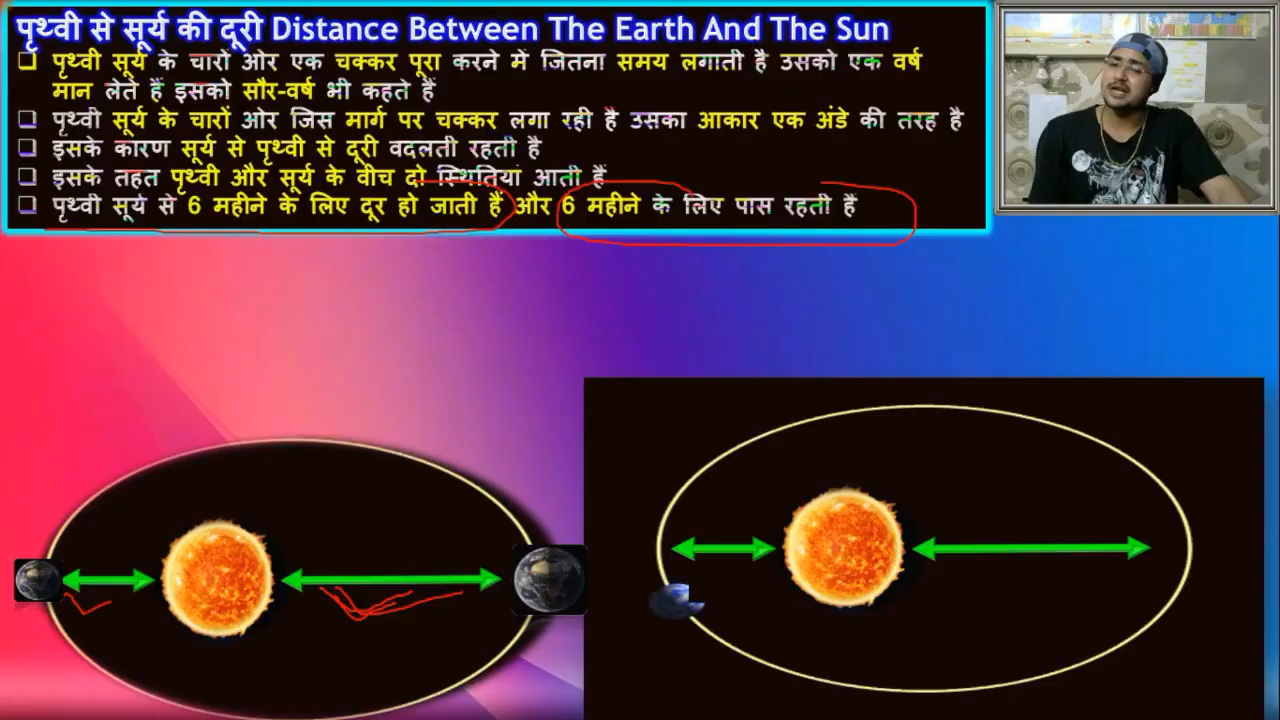 पृथ्वी से सूर्य की दूरी Distance Between The Earth And The Sun
पृथ्वी सूर्य के चारों ओर एक चक्कर पूरा करने में जितना समय लगाती है उसको एक वर्ष
मान लेते हैं इसको सौर-वर्ष भी कहते हैं
पृथ्वी सूर्य के चारों ओर जिस मार्ग पर चक्कर लगा रही है उसका आकार एक अंडे की तरह है
इसके कारण सूर्य से पृथ्वी से दूरी वदलती रहती है
इसके तहत पृथ्वी और सूर्य के वीच दो स्थितियां आती हैं
पृथ्वी सूर्य से 6 महीने के लिए दूर हो जाती हैं और 6 महीने के लिए पास रहती हैं